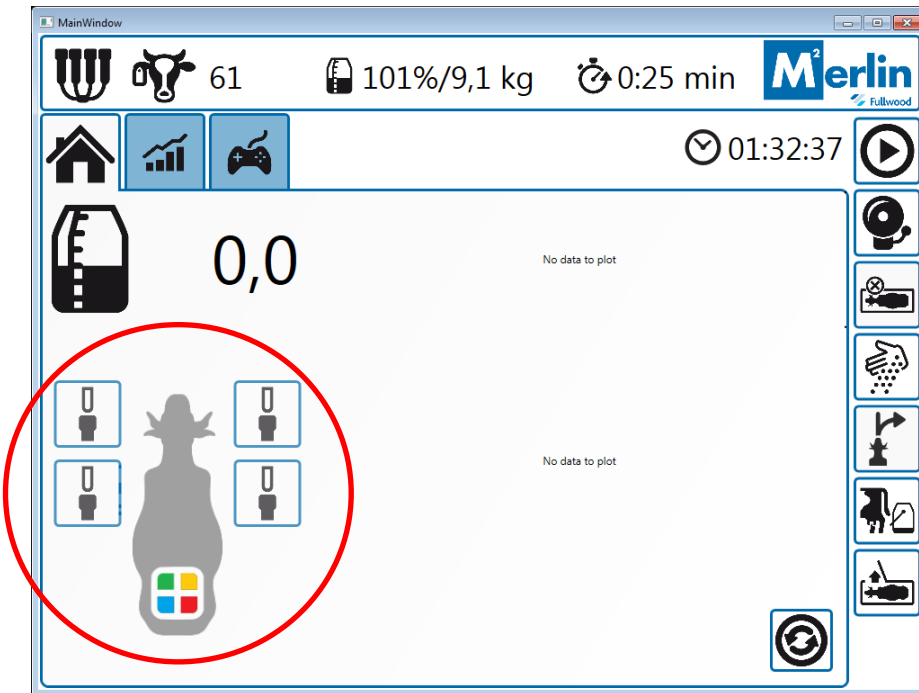 MainWindow
61
101%/9,1 kg
0:25 min
M²erlin
Fullwood
01:32:37
0,0
No data to plot
No data to plot